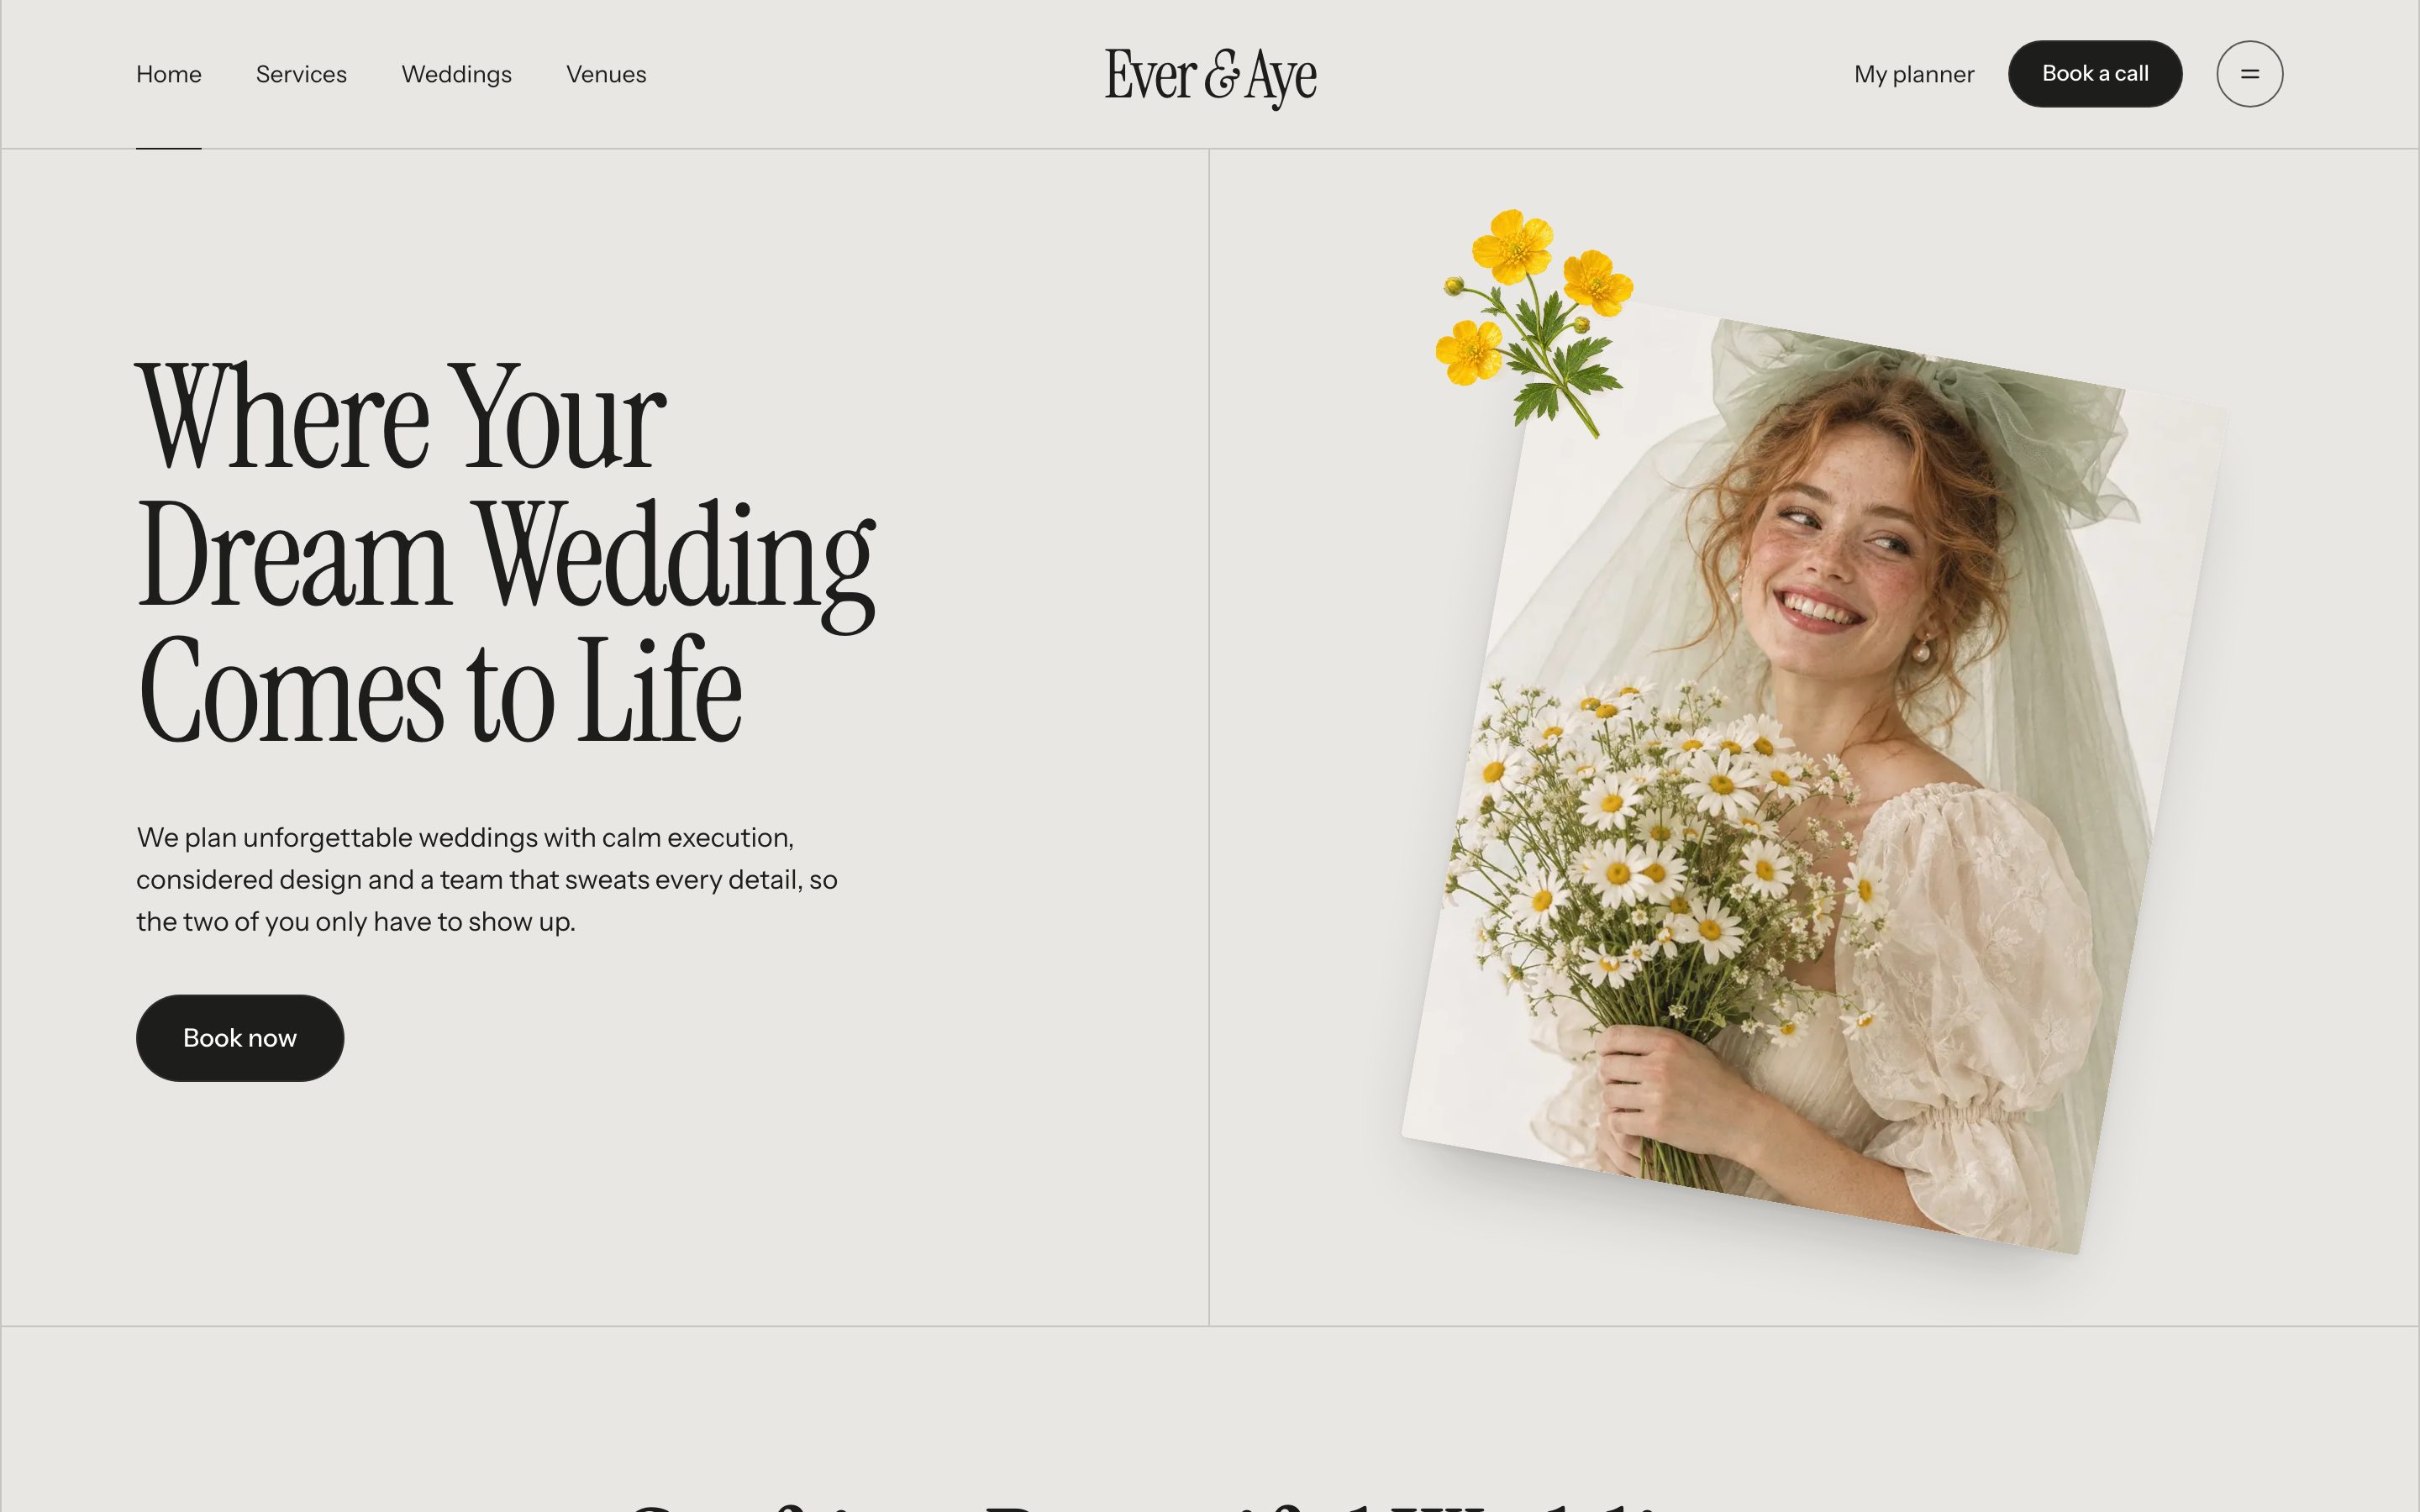 Home Services Weddings Venues
Ever & Aye
My planner
Book a call
Where Your
Dream Wedding
Comes to Life
We plan unforgettable weddings with calm execution,
considered design and a team that sweats every detail, so
the two of you only have to show up.
Book now